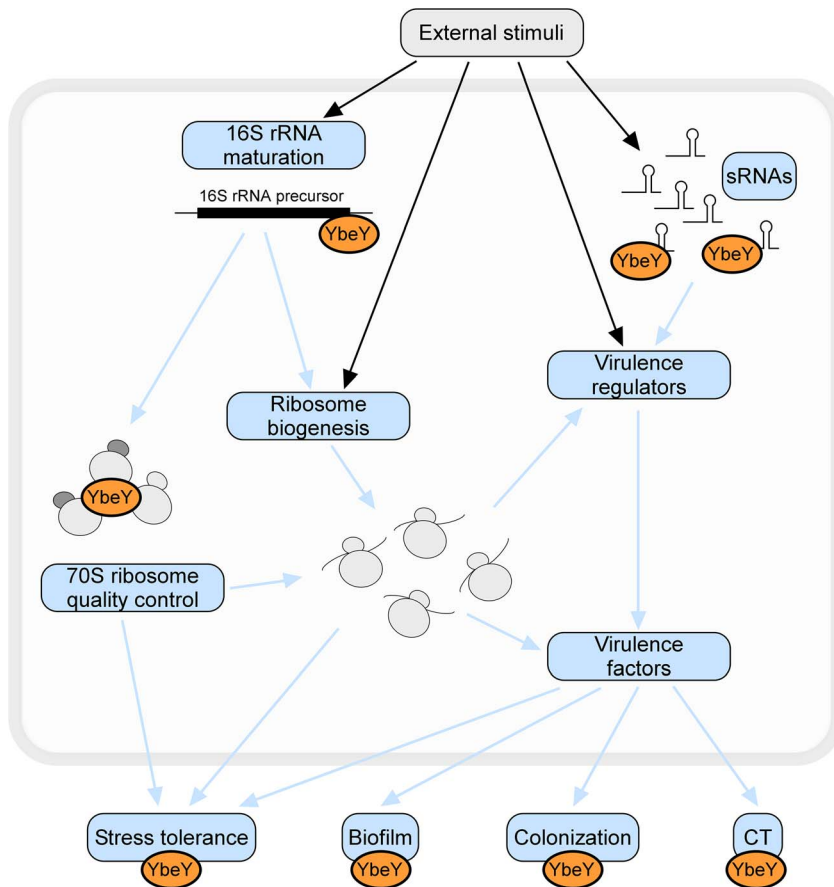 External stimuli
16S rRNA
maturation
16S rRNA precursor
YbeY
sRNAs
YbeY
YbeY
Virulence
regulators
Ribosome
biogenesis
YbeY
70S ribosome
quality control
Virulence
factors
Stress tolerance
Biofilm
Colonization
CT
YbeY
YbeY
YbeY
YbeY